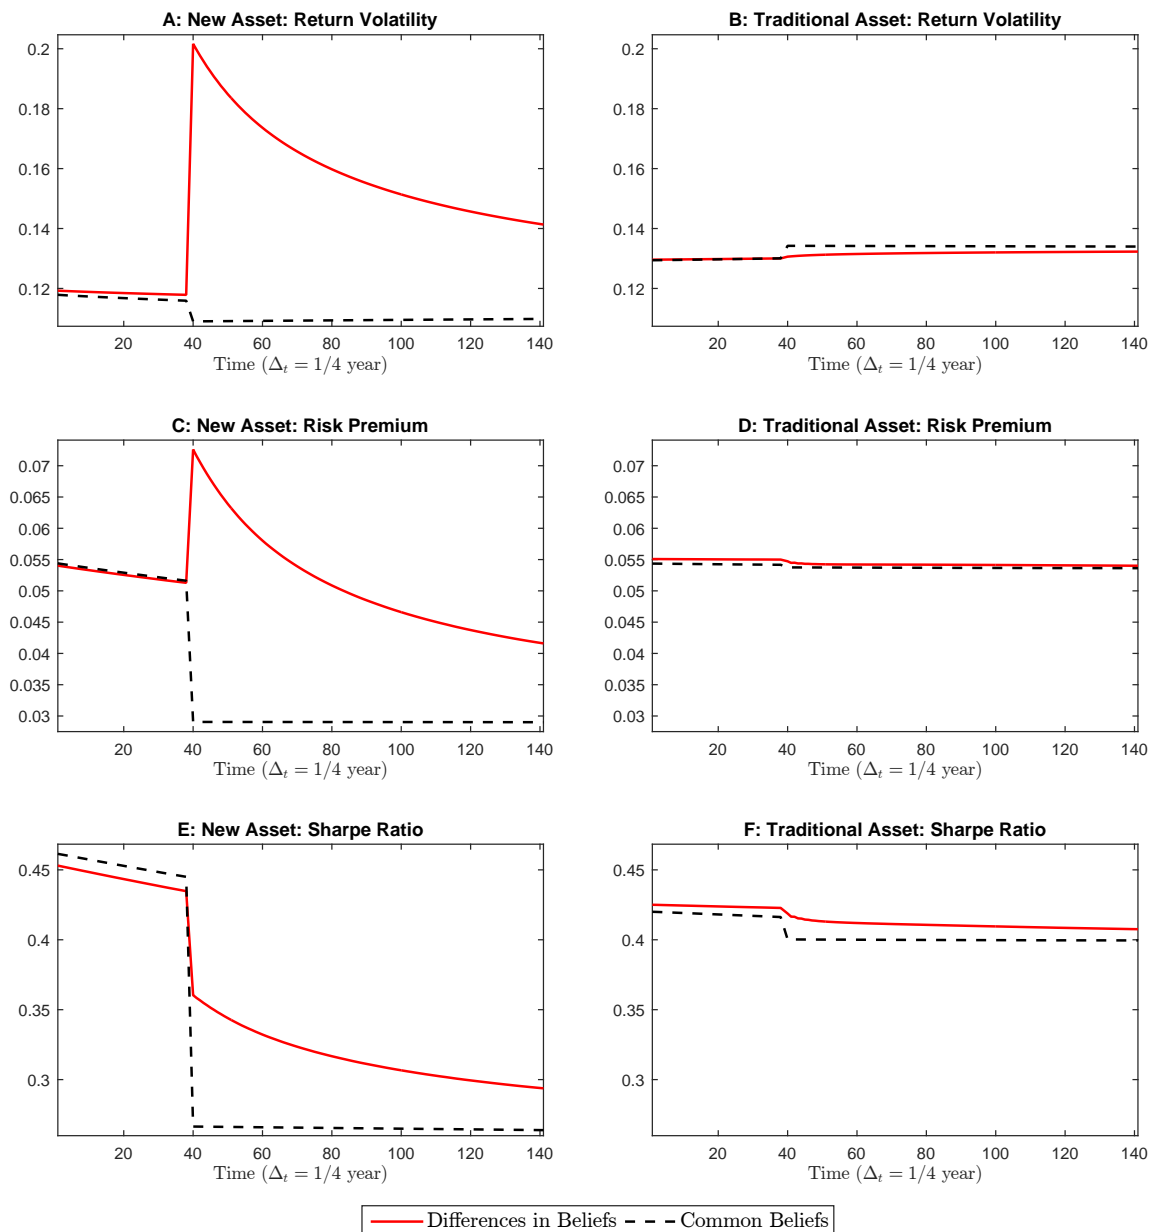 A: New Asset: Return Volatility
0.2
0.18
0.16
0.14
0.12
20 40 60 80 100 120 140
Time (Δt = 1/4 year)
B: Traditional Asset: Return Volatility
0.2
0.18
0.16
0.14
0.12
20 40 60 80 100 120 140
Time (Δt = 1/4 year)
C: New Asset: Risk Premium
0.07
0.065
0.06
0.055
0.05
0.045
0.04
0.035
0.03
20 40 60 80 100 120 140
Time (Δt = 1/4 year)
D: Traditional Asset: Risk Premium
0.07
0.065
0.06
0.055
0.05
0.045
0.04
0.035
0.03
20 40 60 80 100 120 140
Time (Δt = 1/4 year)
E: New Asset: Sharpe Ratio
0.45
0.4
0.35
0.3
20 40 60 80 100 120 140
Time (Δt = 1/4 year)
F: Traditional Asset: Sharpe Ratio
0.45
0.4
0.35
0.3
20 40 60 80 100 120 140
Time (Δt = 1/4 year)
Differences in Beliefs Common Beliefs